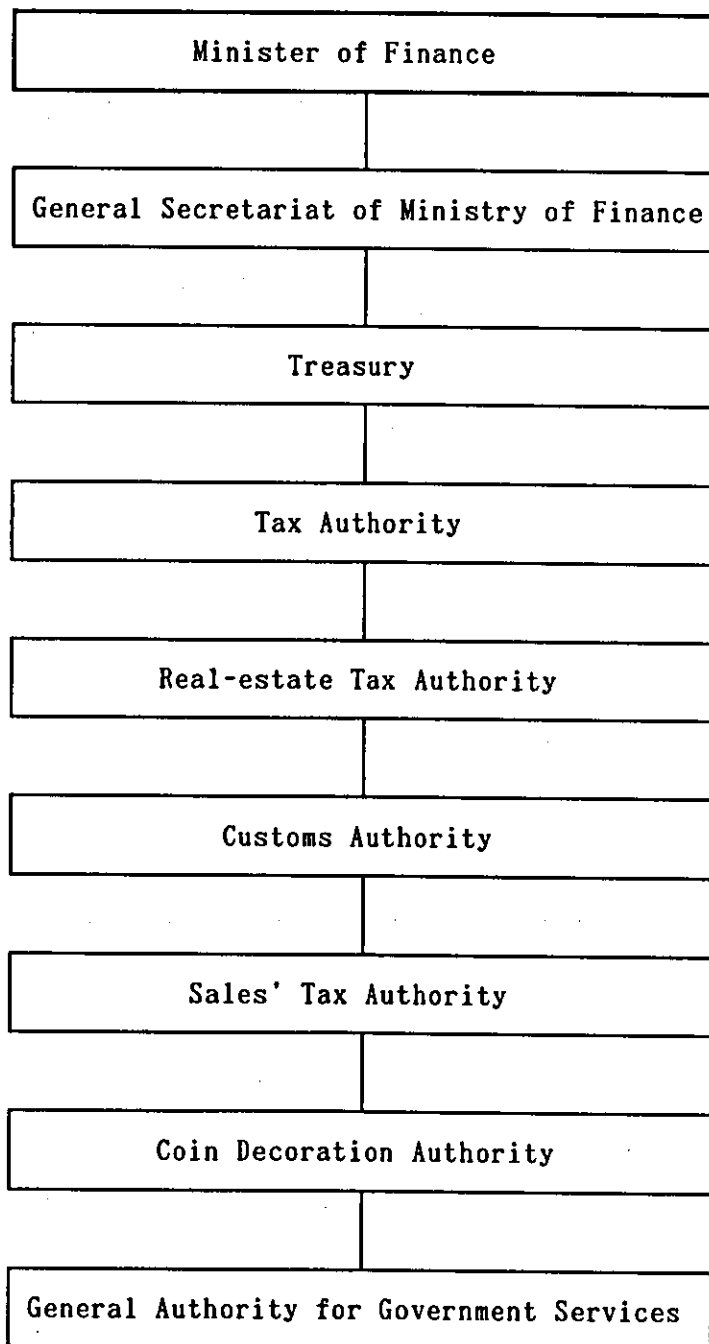 Minister of Finance
General Secretariat of Ministry of Finance
Treasury
Tax Authority
Real-estate Tax Authority
Customs Authority
Sales' Tax Authority
Coin Decoration Authority
General Authority for Government Services